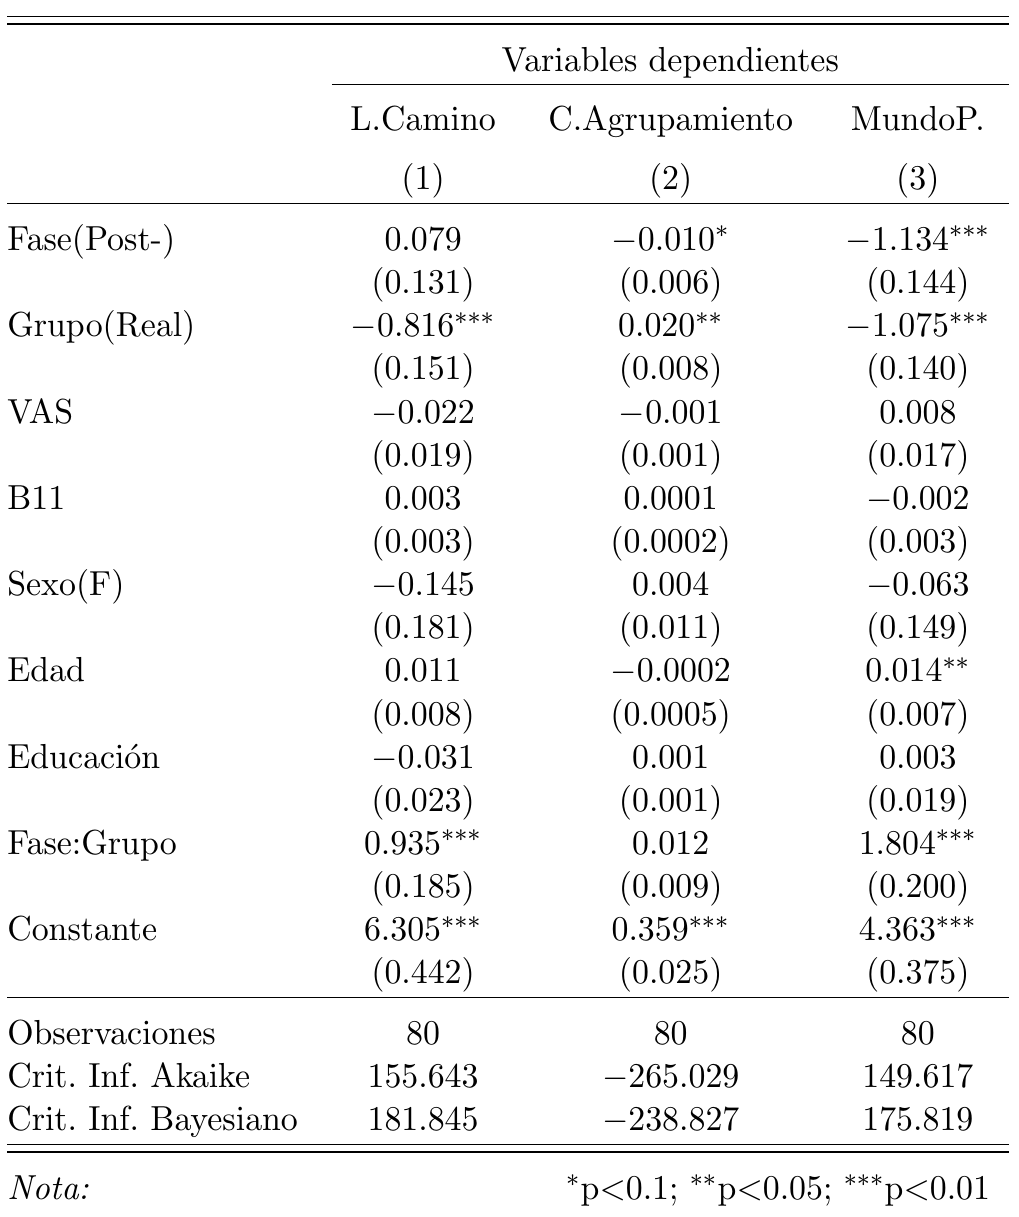 Variables dependientes
L.Camino C.Agrupamiento MundoP.
(1) (2) (3)
Fase(Post-) 0.079 −0.010* −1.134***
(0.131) (0.006) (0.144)
Grupo(Real) −0.816*** 0.020** −1.075***
(0.151) (0.008) (0.140)
VAS −0.022 −0.001 0.008
(0.019) (0.001) (0.017)
B11 0.003 0.0001 −0.002
(0.003) (0.0002) (0.003)
Sexo(F) −0.145 0.004 −0.063
(0.181) (0.011) (0.149)
Edad 0.011 −0.0002 0.014**
(0.008) (0.0005) (0.007)
Educación −0.031 0.001 0.003
(0.023) (0.001) (0.019)
Fase:Grupo 0.935*** 0.012 1.804***
(0.185) (0.009) (0.200)
Constante 6.305*** 0.359*** 4.363***
(0.442) (0.025) (0.375)
Observaciones 80 80 80
Crit. Inf. Akaike 155.643 −265.029 149.617
Crit. Inf. Bayesiano 181.845 −238.827 175.819
Nota: *p<0.1; **p<0.05; ***p<0.01